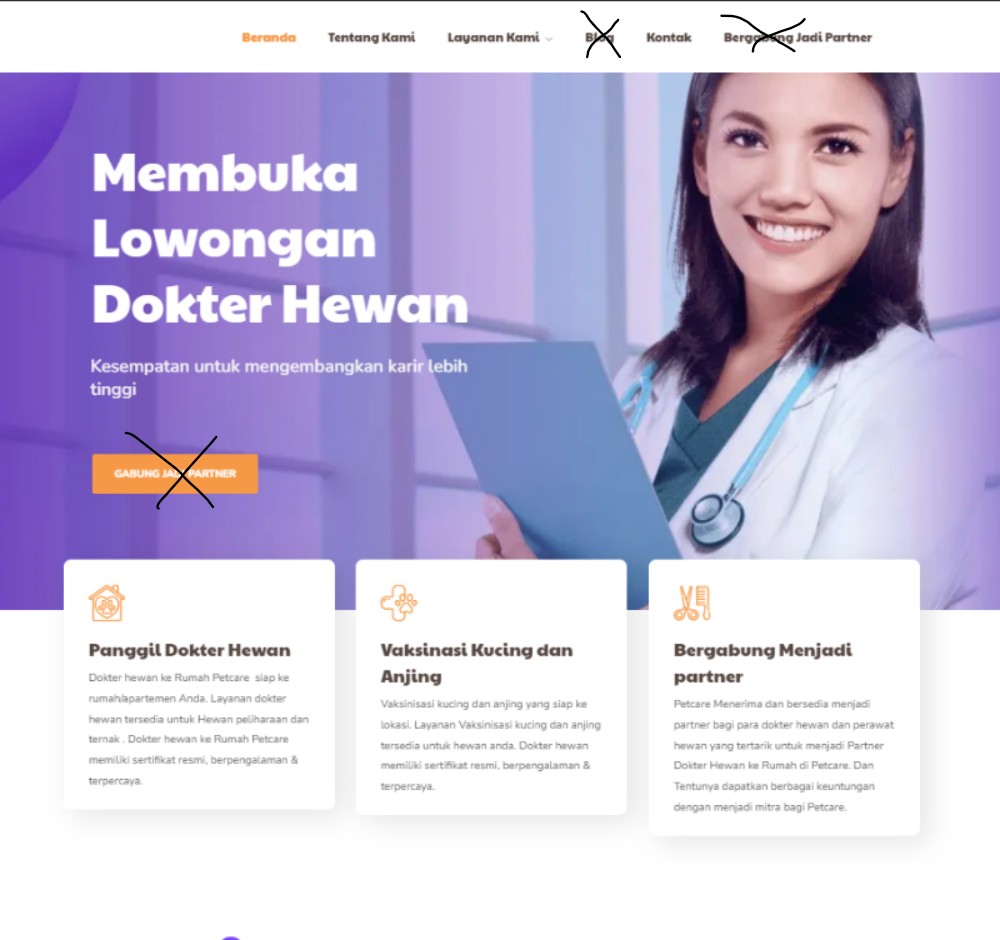 Beranda Tentang Kami Layanan Kami Blog Kontak Bergabung Jadi Partner
Membuka
Lowongan
Dokter Hewan
Kesempatan untuk mengembangkan karir lebih
tinggi
GABUNG JADI PARTNER
Panggil Dokter Hewan
Dokter hewan ke Rumah Petcare siap ke
rumah/apartemen Anda. Layanan dokter
hewan tersedia untuk Hewan peliharaan dan
ternak . Dokter hewan ke Rumah Petcare
memiliki sertifikat resmi, berpengalaman &
terpercaya.
Vaksinasi Kucing dan
Anjing
Vaksinisasi kucing dan anjing yang siap ke
lokasi. Layanan Vaksinisasi kucing dan anjing
tersedia untuk hewan anda. Dokter hewan
memiliki sertifikat resmi, berpengalaman &
terpercaya.
Bergabung Menjadi
partner
Petcare Menerima dan bersedia menjadi
partner bagi para dokter hewan dan perawat
hewan yang tertarik untuk menjadi Partner
Dokter Hewan ke Rumah di Petcare. Dan
Tentunya dapatkan berbagai keuntungan
dengan menjadi mitra bagi Petcare.